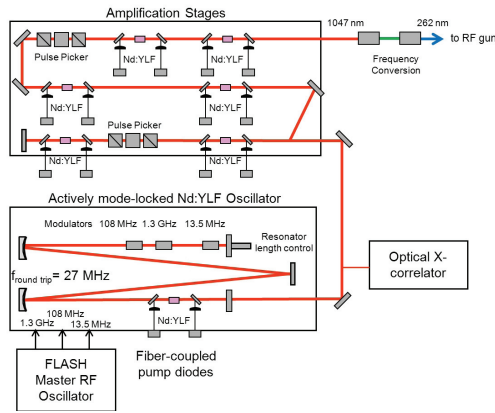 Amplification Stages
1047 nm
262 nm
to RF gun
Pulse Picker
Nd:YLF
Nd:YLF
Frequency
Conversion
Nd:YLF
Nd:YLF
Pulse Picker
Nd:YLF
Nd:YLF
Actively mode-locked Nd:YLF Oscillator
Modulators
108 MHz
1.3 GHz
13.5 MHz
Resonator
length control
Optical X-
correlator
fround trip = 27 MHz
Nd:YLF
108 MHz
1.3 GHz
13.5 MHz
Fiber-coupled
pump diodes
FLASH
Master RF
Oscillator